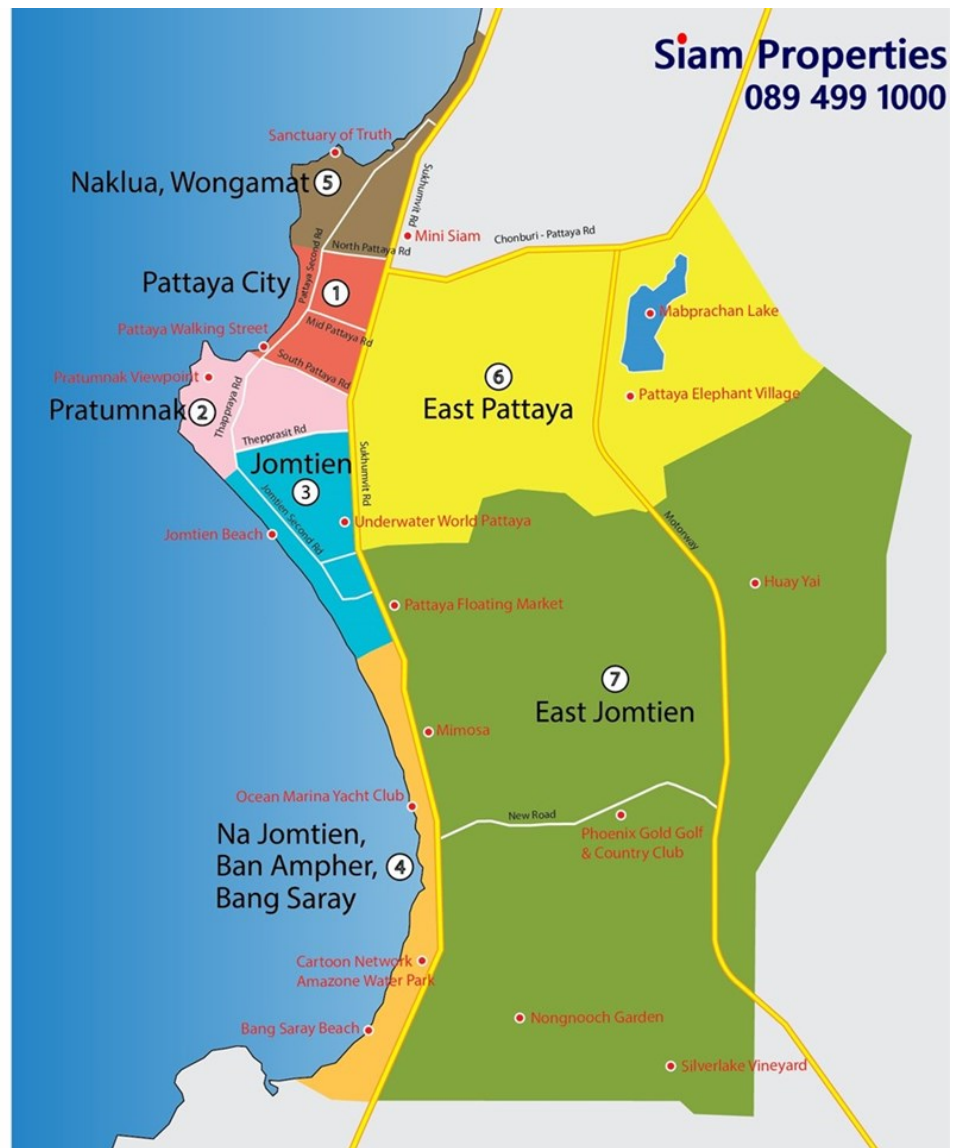 Siam Properties
089 499 1000
Sanctuary of Truth
Naklua, Wongamat 5
Sukhumvit Rd
Mini Siam
Chonburi - Pattaya Rd
North Pattaya Rd
Pattaya Second Rd
Pattaya City
1
Mabprachan Lake
Pattaya Walking Street
Mid Pattaya Rd
South Pattaya Rd
Pratumnak Viewpoint
Pratumnak 2
Thappraya Rd
6
East Pattaya
Pattaya Elephant Village
Thepprasit Rd
Jomtien
3
Sukhumvit Rd
Jomtien Second Rd
Underwater World Pattaya
Jomtien Beach
Motorway
Huay Yai
Pattaya Floating Market
7
East Jomtien
Mimosa
Ocean Marina Yacht Club
New Road
Phoenix Gold Golf
& Country Club
Na Jomtien,
Ban Ampher, 4
Bang Saray
Cartoon Network
Amazone Water Park
Bang Saray Beach
Nongnooch Garden
Silverlake Vineyard